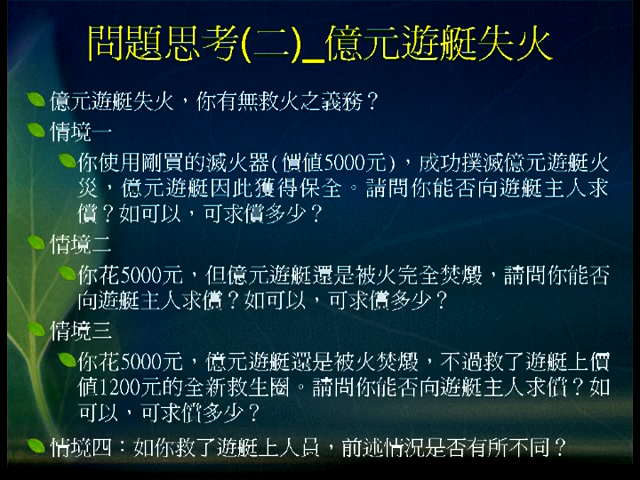 問題思考(二)_億元遊艇失火
億元遊艇失火，你有無救火之義務？
情境一
你使用剛買的滅火器(價值5000元)，成功撲滅億元遊艇火
災，億元遊艇因此獲得保全。請問你能否向遊艇主人求
償？如可以，可求償多少？
情境二
你花5000元，但億元遊艇還是被火完全焚燬，請問你能否
向遊艇主人求償？如可以，可求償多少？
情境三
你花5000元，億元遊艇還是被火焚燬，不過救了遊艇上價
值1200元的全新救生圈。請問你能否向遊艇主人求償？如
可以，可求償多少？
情境四：如你救了遊艇上人員，前述情況是否有所不同？